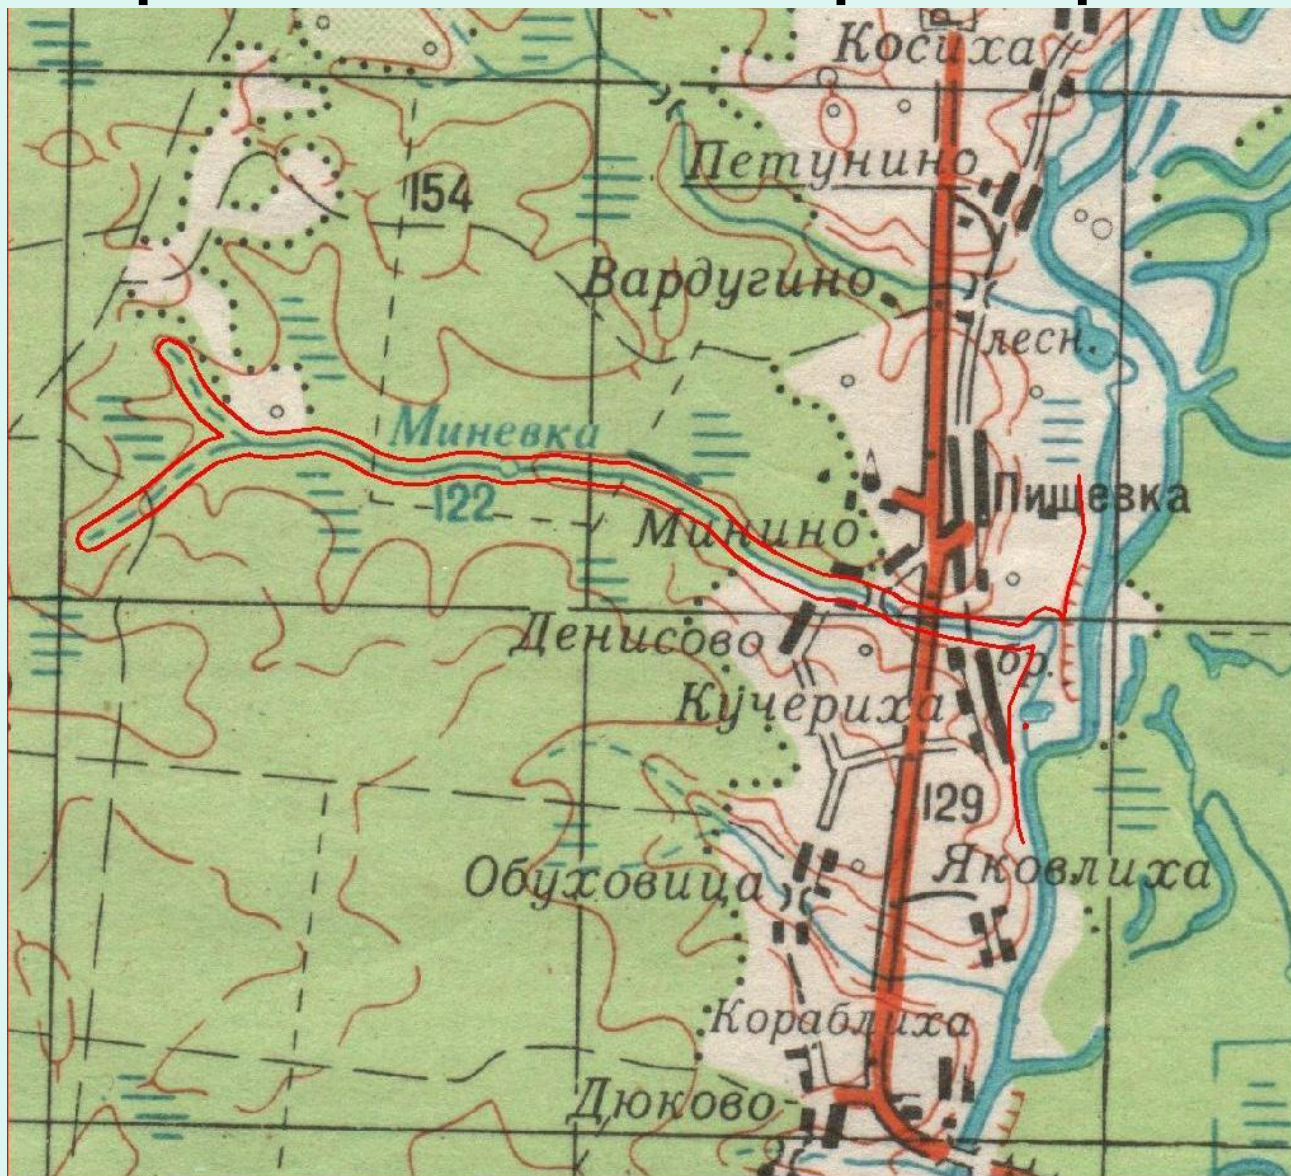 Косиха
Петунино
154
Вардугино
лесн.
Миневка
122
Пищевка
Минино
Денисово
бр.
Кучериха
129
Обуховица
Яковлиха
Кораблиха
Дюково